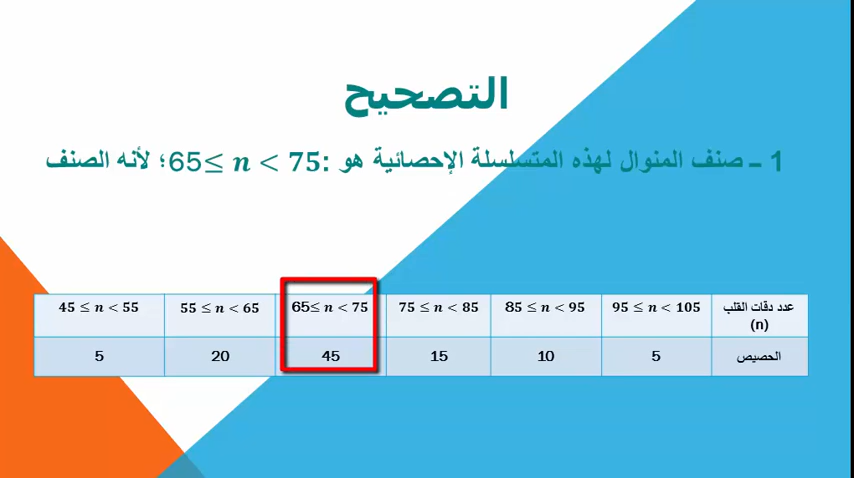 التصحيح
1 ـ صنف المنوال لهذه المتسلسلة الإحصائية هو :65≤ n < 75؛ لأنه الصنف
عدد دقات القلب (n) 95 ≤ n < 105 85 ≤ n < 95 75 ≤ n < 85 65≤ n < 75 55 ≤ n < 65 45 ≤ n < 55
الحصيص 5 10 15 45 20 5